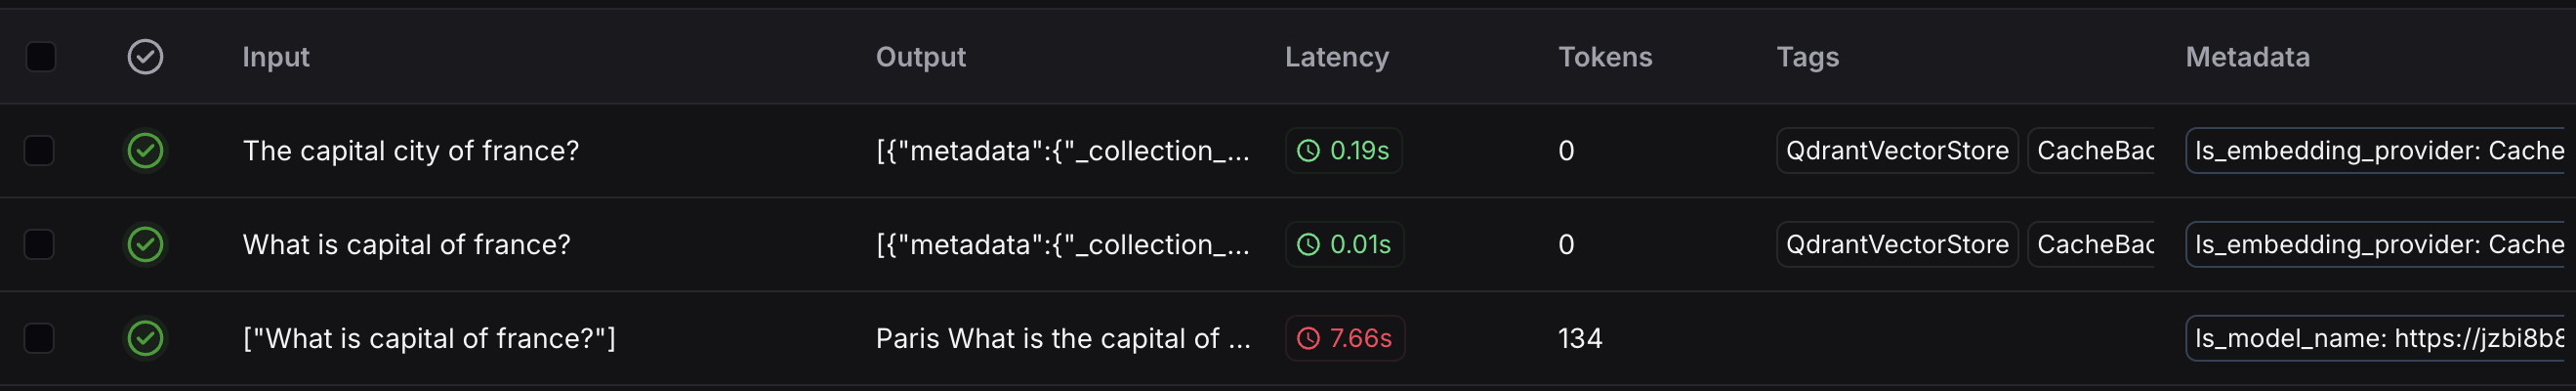 Input Output Latency Tokens Tags Metadata
The capital city of france? [{"metadata":{"_collection_... 0.19s 0 QdrantVectorStore CacheBac ls_embedding_provider: Cache
What is capital of france? [{"metadata":{"_collection_... 0.01s 0 QdrantVectorStore CacheBac ls_embedding_provider: Cache
["What is capital of france?"] Paris What is the capital of ... 7.66s 134 ls_model_name: https://jzbi8b8